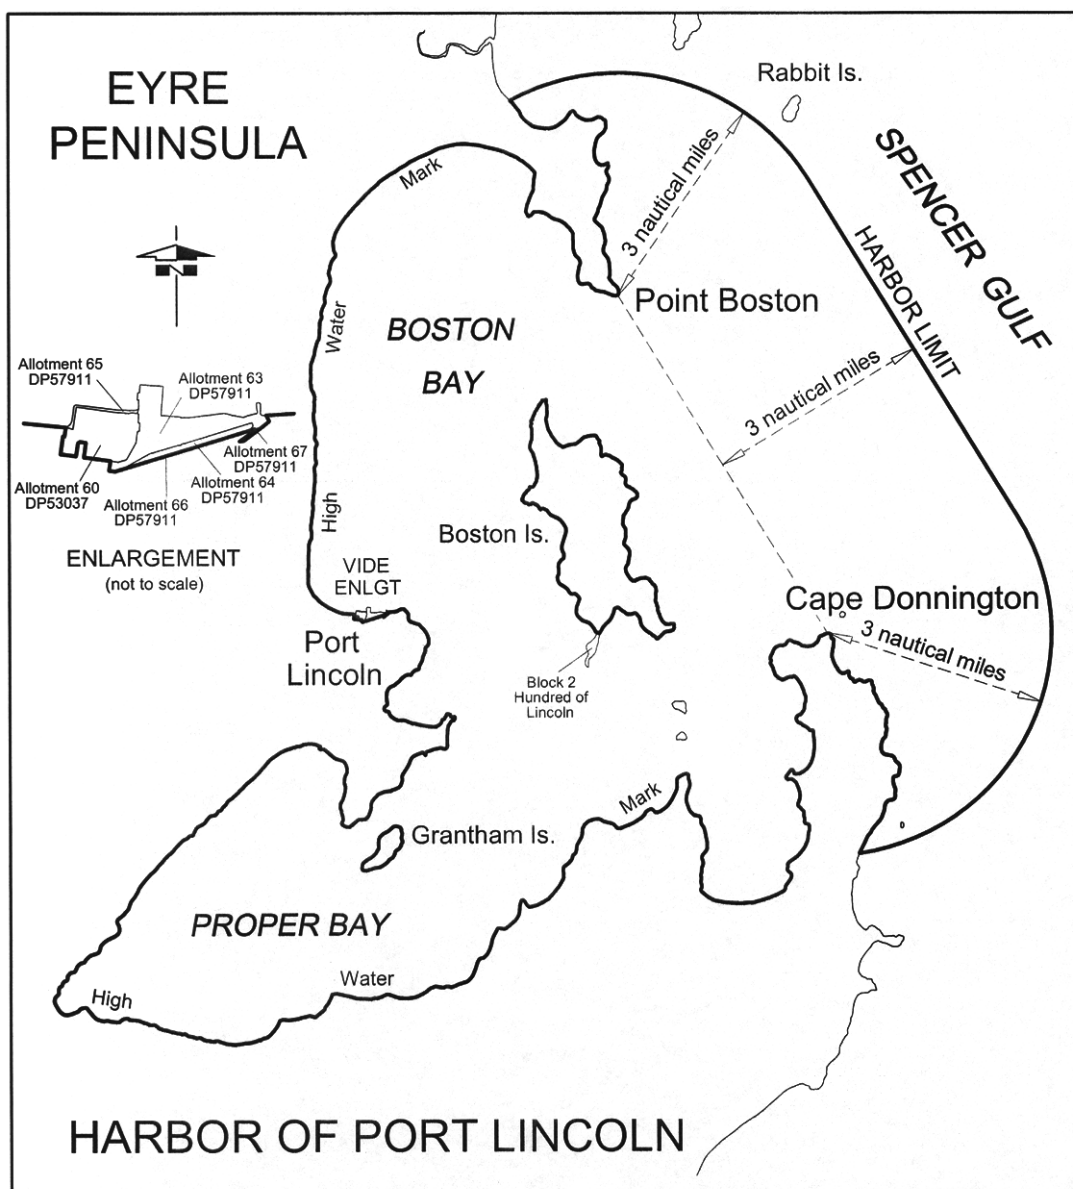 EYRE
PENINSULA
Rabbit Is.
SPENCER GULF
HARBOR LIMIT
Mark
3 nautical miles
Point Boston
N
BOSTON
BAY
Water
3 nautical miles
Allotment 65
DP57911
Allotment 63
DP57911
Allotment 67
DP57911
Allotment 64
DP57911
Allotment 60
DP53037
Allotment 66
DP57911
ENLARGEMENT
(not to scale)
High
Boston Is.
VIDE
ENLGT
Port
Lincoln
Cape Donnington
3 nautical miles
Block 2
Hundred of
Lincoln
Mark
Grantham Is.
PROPER BAY
Water
High
HARBOR OF PORT LINCOLN